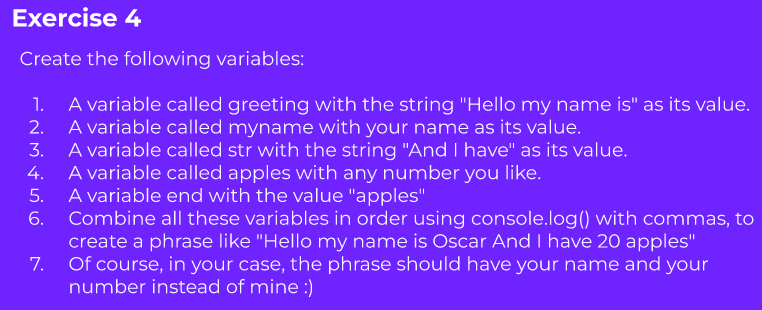 Exercise 4
Create the following variables:
1. A variable called greeting with the string "Hello my name is" as its value.
2. A variable called myname with your name as its value.
3. A variable called str with the string "And I have" as its value.
4. A variable called apples with any number you like.
5. A variable end with the value "apples"
6. Combine all these variables in order using console.log() with commas, to
create a phrase like "Hello my name is Oscar And I have 20 apples"
7. Of course, in your case, the phrase should have your name and your
number instead of mine :)